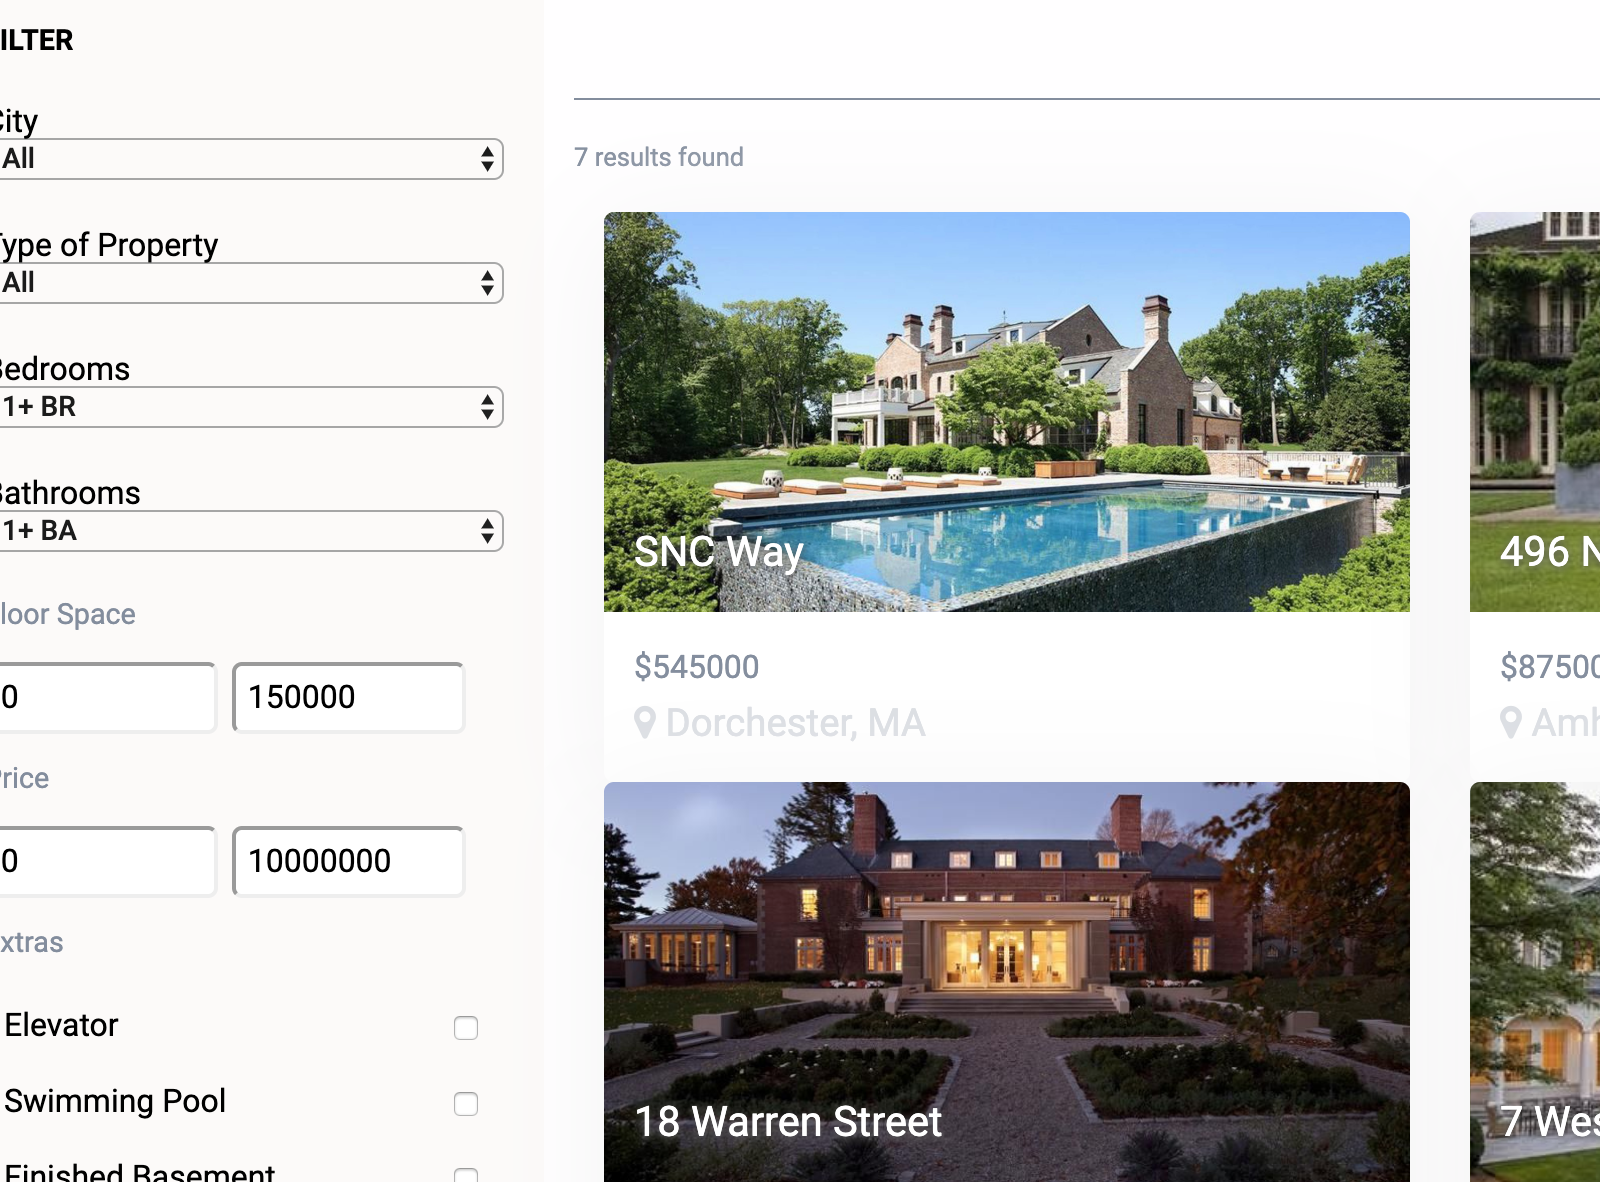 ILTER
City
All
Type of Property
All
Bedrooms
1+ BR
Bathrooms
1+ BA
loor Space
0
150000
Price
0
10000000
xtras
Elevator
Swimming Pool
Finished Basement
7 results found
SNC Way
$545000
Dorchester, MA
496 N
$87500
Amh
18 Warren Street
7 Wes